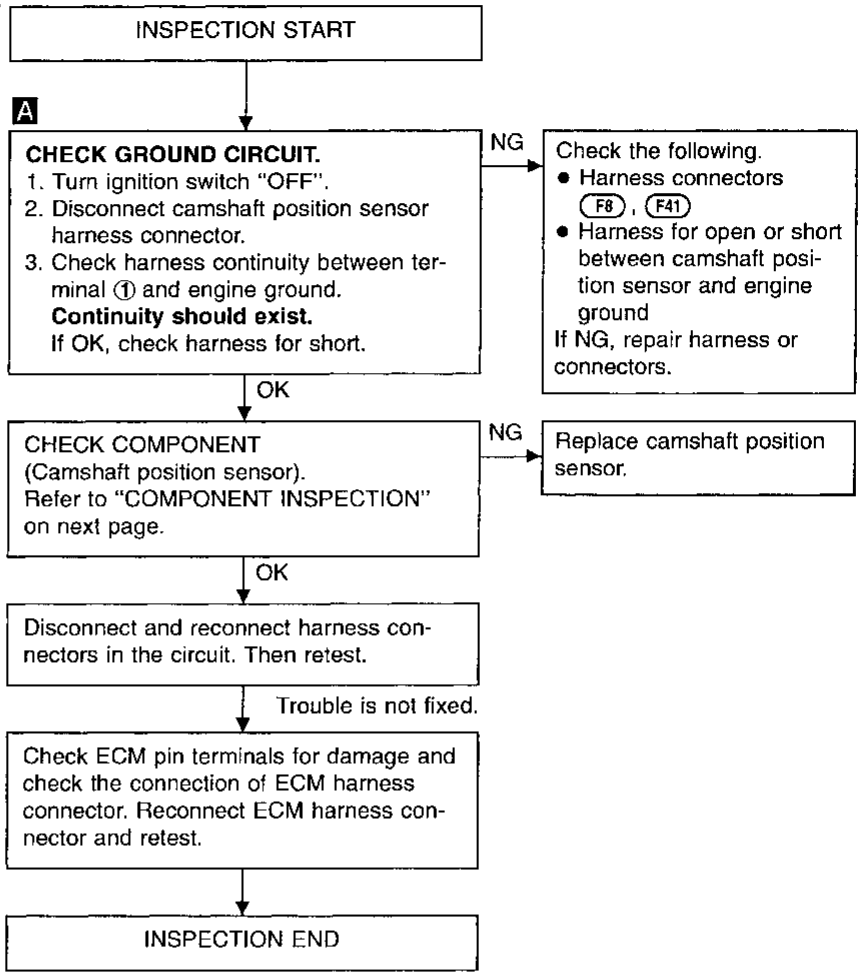 INSPECTION START
A
CHECK GROUND CIRCUIT.
1. Turn ignition switch "OFF".
2. Disconnect camshaft position sensor
harness connector.
3. Check harness continuity between ter-
minal ① and engine ground.
Continuity should exist.
If OK, check harness for short.
NG
Check the following.
● Harness connectors
F8 , F41
● Harness for open or short
between camshaft posi-
tion sensor and engine
ground
If NG, repair harness or
connectors.
OK
CHECK COMPONENT
(Camshaft position sensor).
Refer to "COMPONENT INSPECTION"
on next page.
NG
Replace camshaft position
sensor.
OK
Disconnect and reconnect harness con-
nectors in the circuit. Then retest.
Trouble is not fixed.
Check ECM pin terminals for damage and
check the connection of ECM harness
connector. Reconnect ECM harness con-
nector and retest.
INSPECTION END